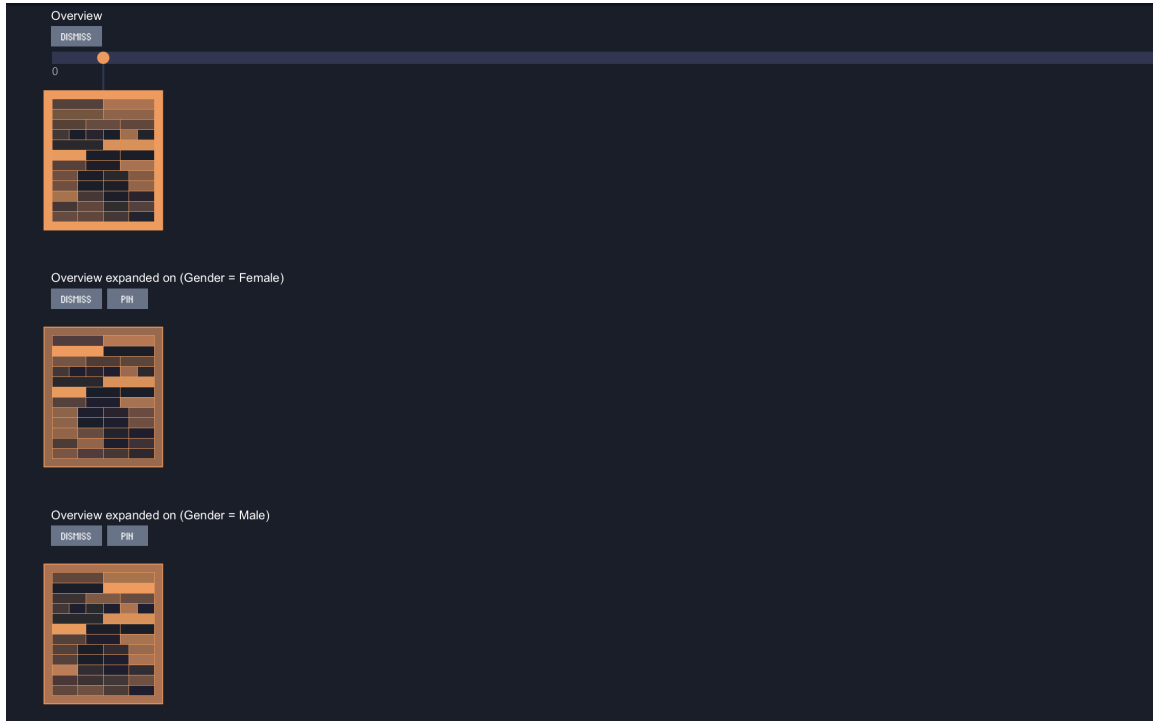 Overview
DISMISS
0
Overview expanded on (Gender = Female)
DISMISS PIN
Overview expanded on (Gender = Male)
DISMISS PIN